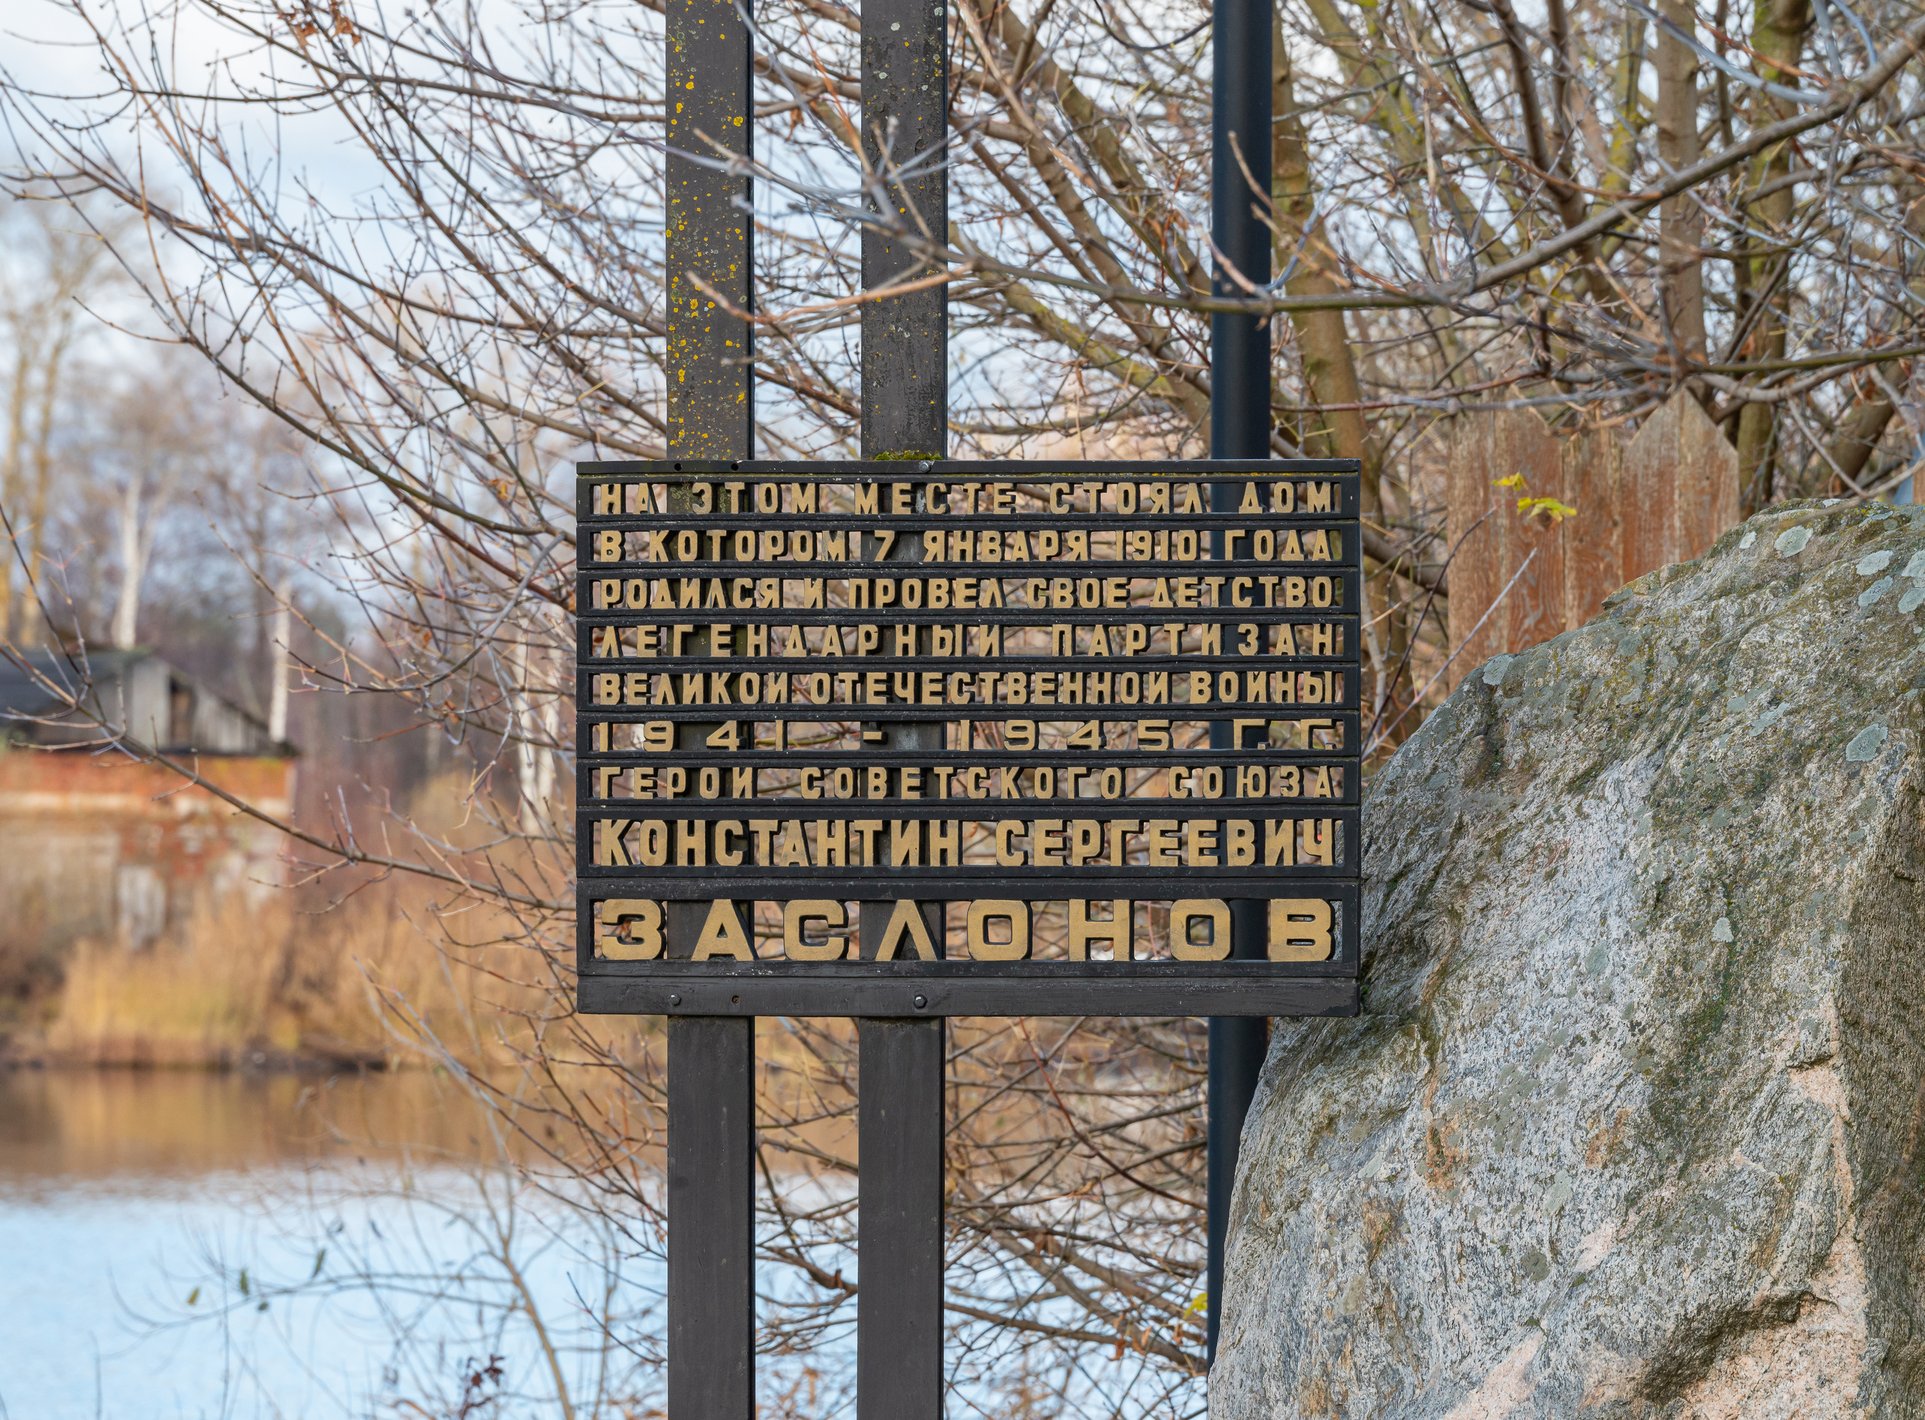 НА ЭТОМ МЕСТЕ СТОЯЛ ДОМ
В КОТОРОМ 7 ЯНВАРЯ 1910 ГОДА
РОДИЛСЯ И ПРОВЕЛ СВОЕ ДЕТСТВО
ЛЕГЕНДАРНЫЙ ПАРТИЗАН
ВЕЛИКОЙ ОТЕЧЕСТВЕННОЙ ВОЙНЫ
1941 - 1945 Г.Г.
ГЕРОЙ СОВЕТСКОГО СОЮЗА
КОНСТАНТИН СЕРГЕЕВИЧ
ЗАСЛОНОВ